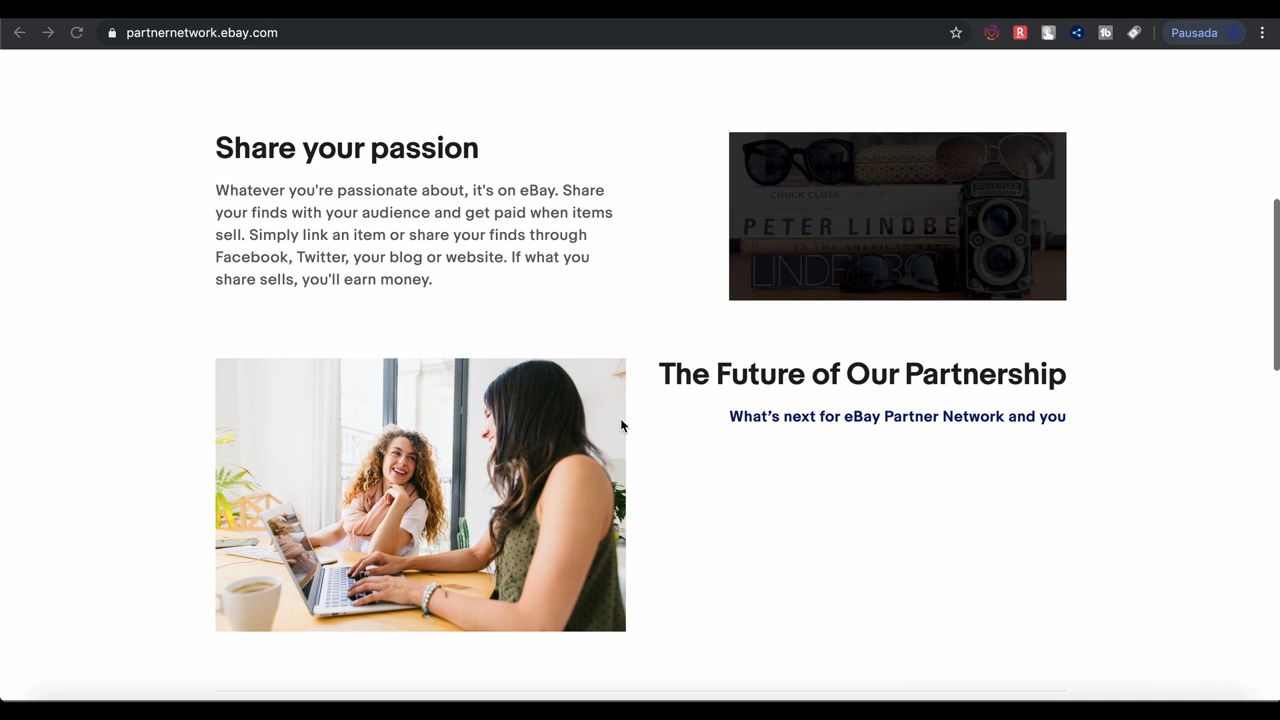 partnernetwork.ebay.com
Pausada
Share your passion
Whatever you're passionate about, it's on eBay. Share
your finds with your audience and get paid when items
sell. Simply link an item or share your finds through
Facebook, Twitter, your blog or website. If what you
share sells, you'll earn money.
CHUCK CLOSE
PETER LINDBE
The Future of Our Partnership
What’s next for eBay Partner Network and you